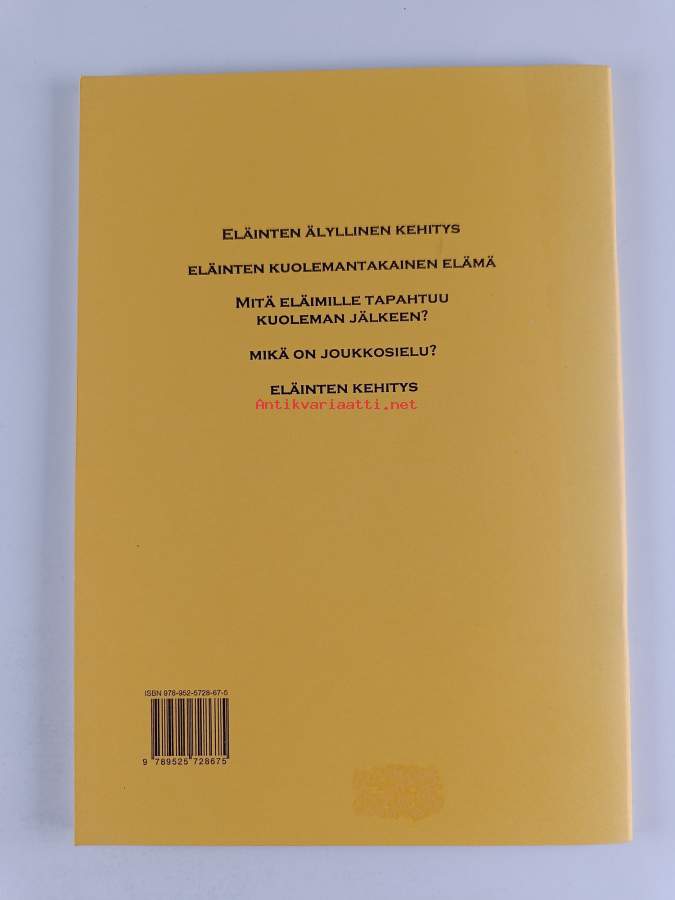 ELÄINTEN ÄLYLLINEN KEHITYS
ELÄINTEN KUOLEMANTAKAINEN ELÄMÄ
MITÄ ELÄIMILLE TAPAHTUU
KUOLEMAN JÄLKEEN?
MIKÄ ON JOUKKOSIELU?
ELÄINTEN KEHITYS
Antikvariaatti.net
ISBN 978-952-5728-67-5
9 789525 728675